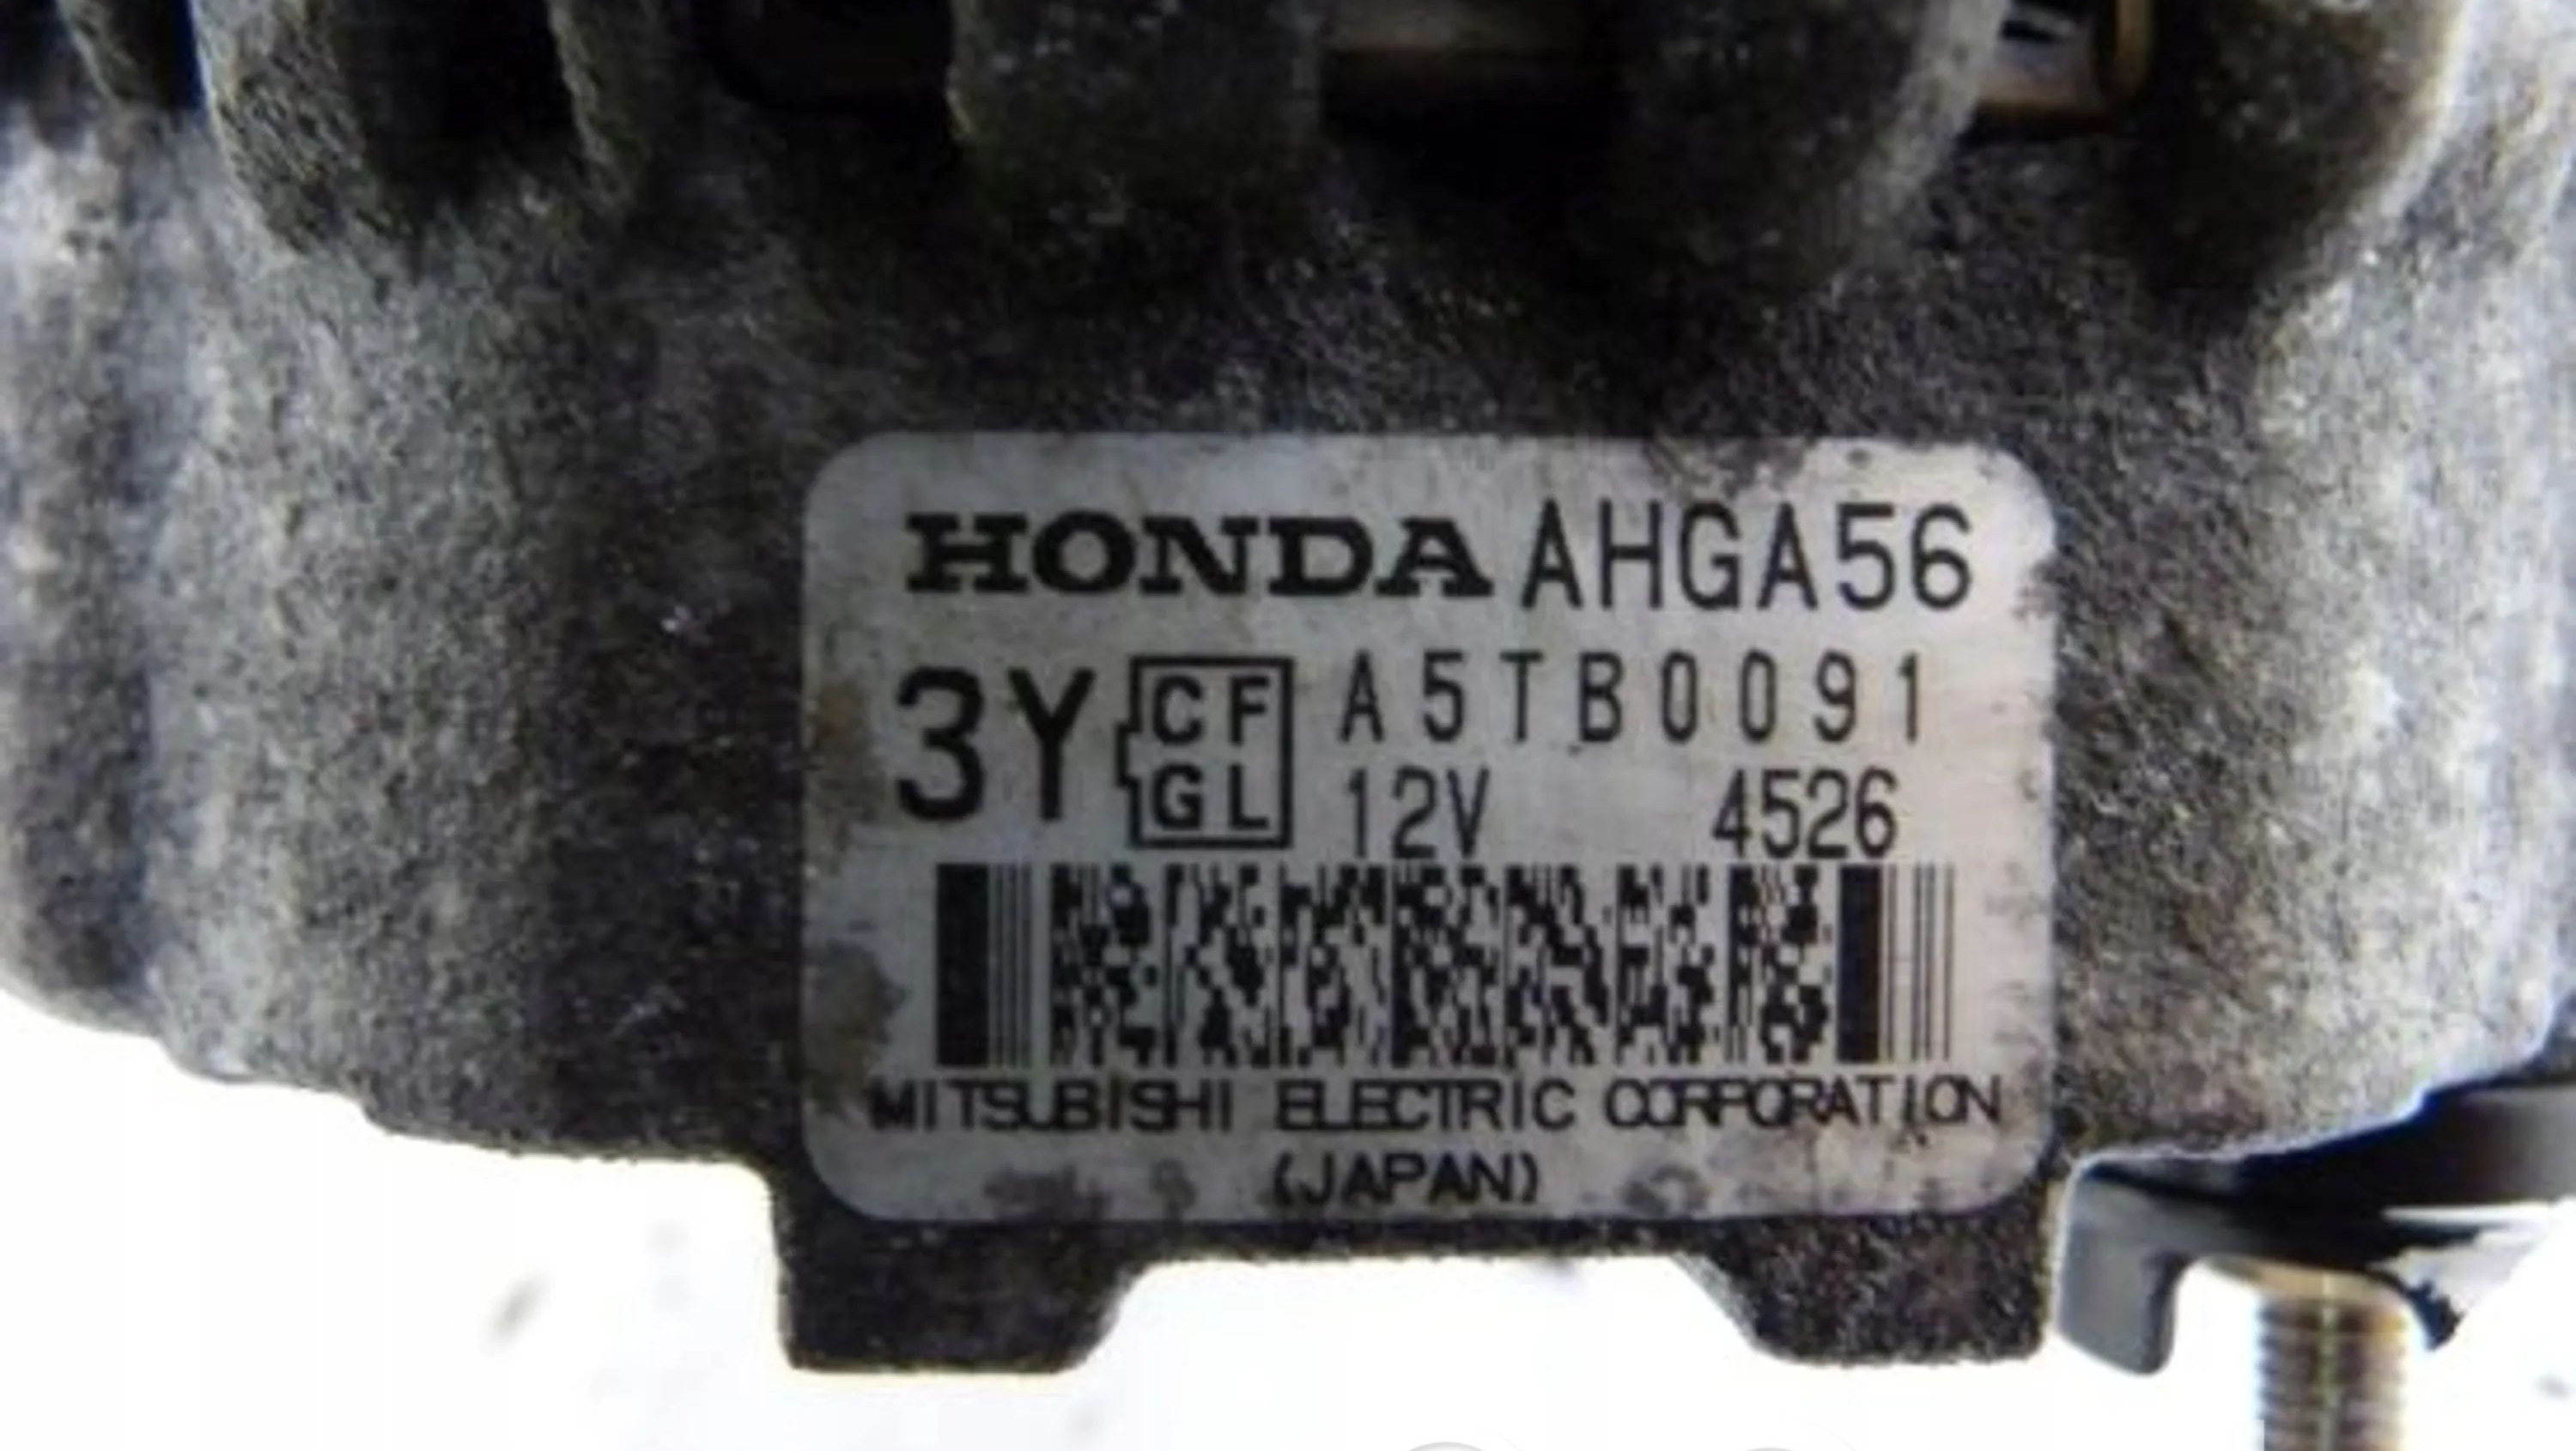 HONDA AHGA56
3Y CF GL A5TB0091
12V 4526
MITSUBISHI ELECTRIC CORPORATION
(JAPAN)